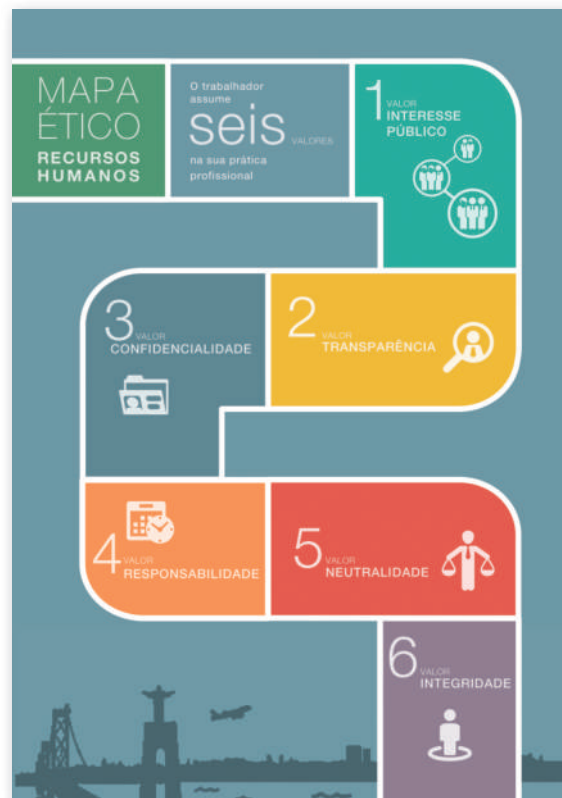 MAPA
ÉTICO
RECURSOS
HUMANOS
O trabalhador
assume
seis VALORES
na sua prática
profissional
1 VALOR
INTERESSE
PÚBLICO
2 VALOR
TRANSPARÊNCIA
3 VALOR
CONFIDENCIALIDADE
4 VALOR
RESPONSABILIDADE
5 VALOR
NEUTRALIDADE
6 VALOR
INTEGRIDADE